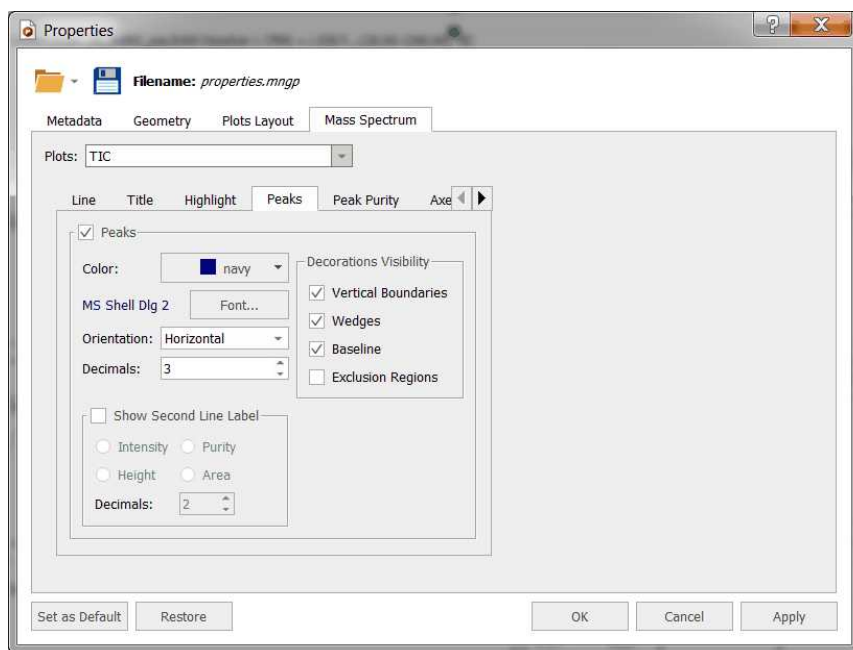 Properties
Filename: properties.mngp
Metadata Geometry Plots Layout Mass Spectrum
Plots: TIC
Line Title Highlight Peaks Peak Purity Axe
Peaks
Color: navy
MS Shell Dlg 2 Font...
Orientation: Horizontal
Decimals: 3
Decorations Visibility
Vertical Boundaries
Wedges
Baseline
Exclusion Regions
Show Second Line Label
Intensity Purity
Height Area
Decimals: 2
Set as Default Restore OK Cancel Apply